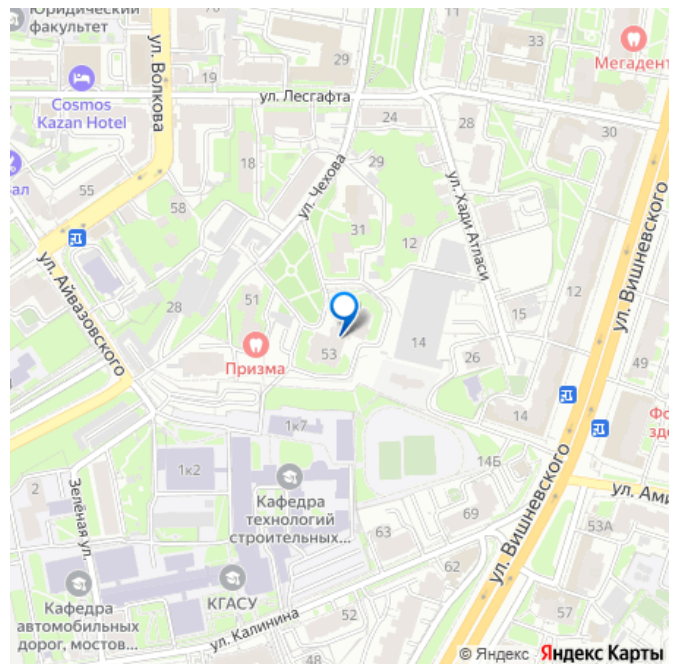 Юридический
факультет
11
33
Мегадент
29
19
Cosmos
Kazan Hotel
ул. Волкова
ул. Лесгафта
24
28
30
18
29
ул. Чехова
ул. Хади Атласи
55
58
31
12
ул. Вишневского
ул. Айвазовского
28
51
12
15
14
Призма
53
26
49
14
1к7
14Б
1к2
2
Зелёная ул.
Кафедра
технологий
строительных...
63
69
ул. Вишневского
53А
КГАСУ
62
57
Кафедра
автомобильных
дорог, мостов...
ул. Калинина
52
48
© Яндекс
Яндекс Карты